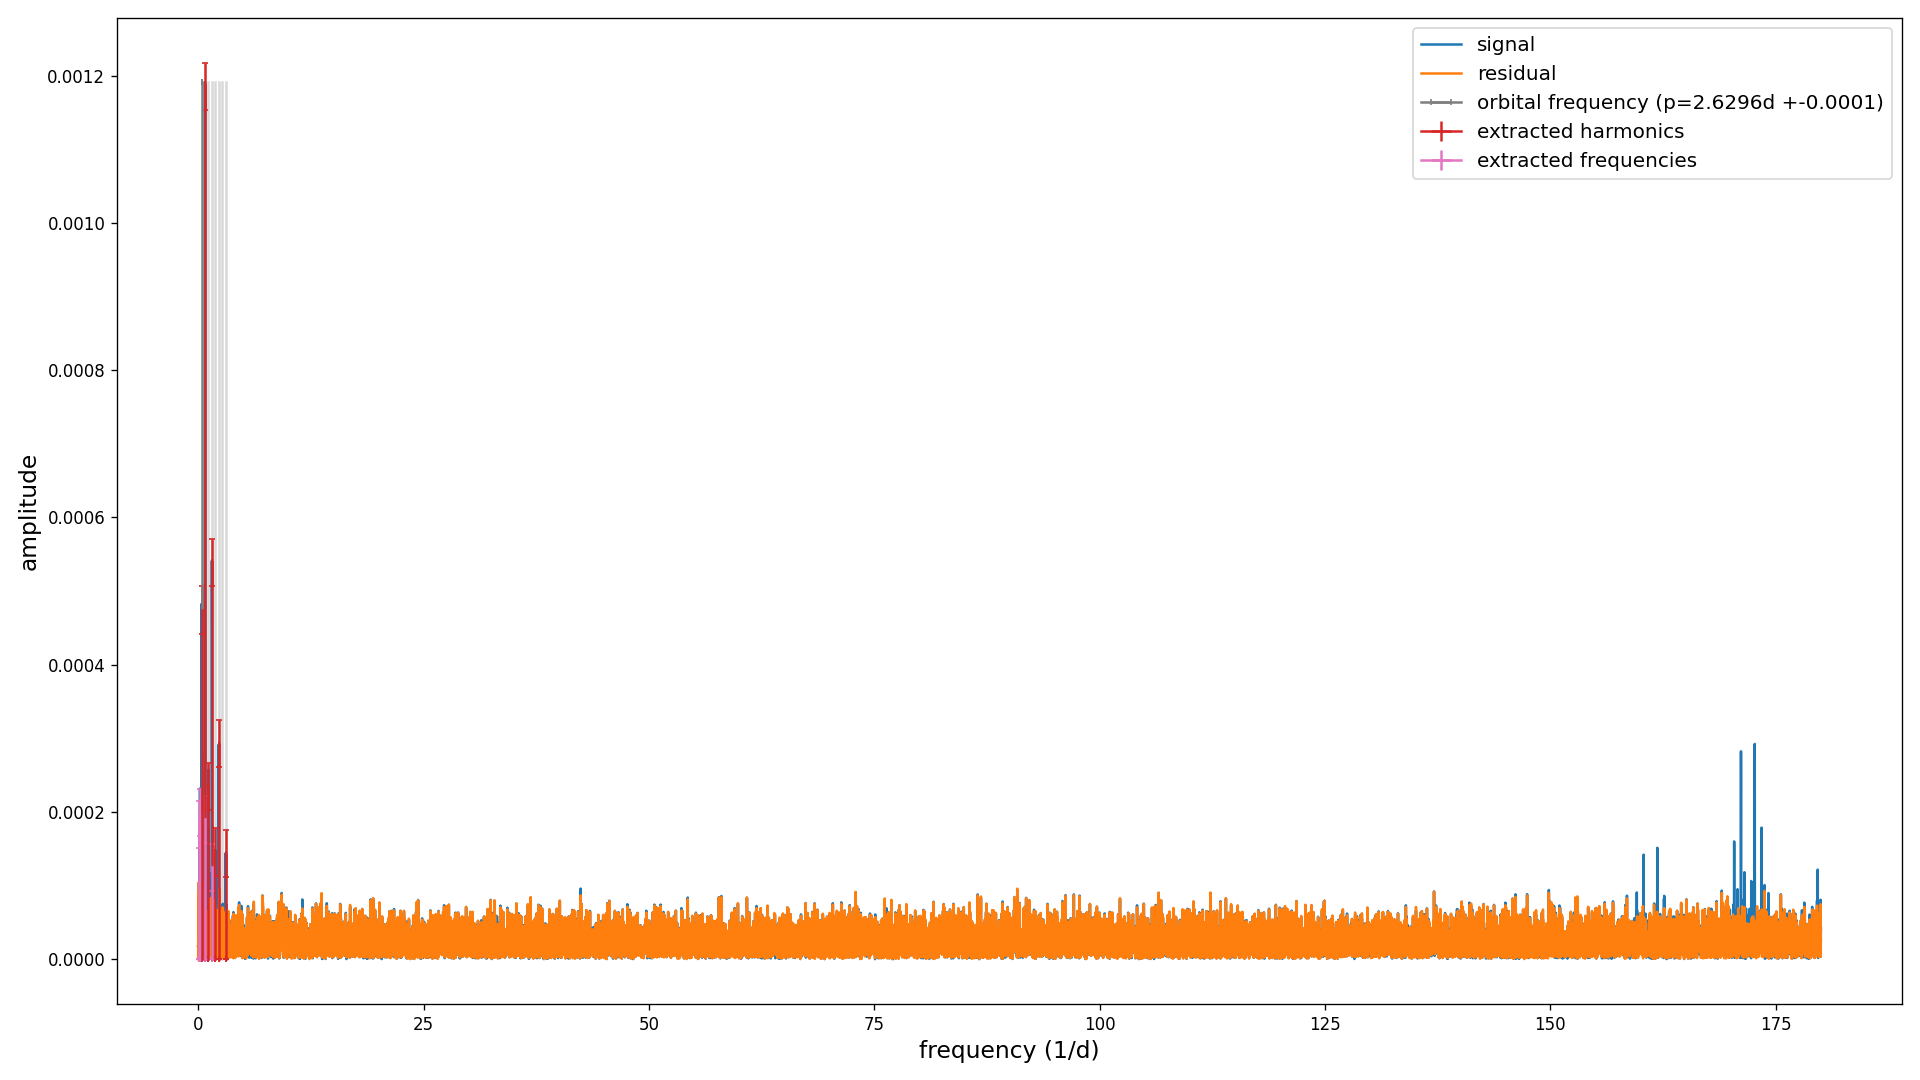 signal
residual
orbital frequency (p=2.6296d +-0.0001)
extracted harmonics
extracted frequencies
0.0012
0.0010
0.0008
0.0006
0.0004
0.0002
0.0000
amplitude
0 25 50 75 100 125 150 175
frequency (1/d)